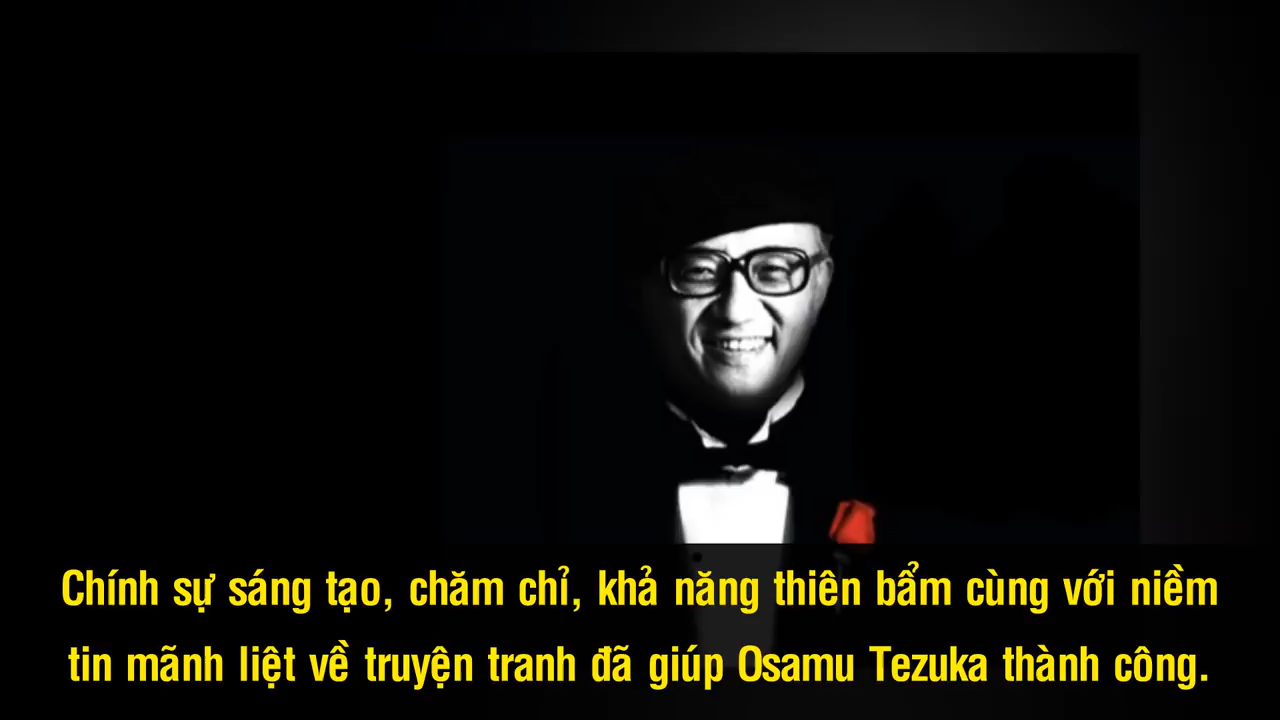 Chính sự sáng tạo, chăm chỉ, khả năng thiên bẩm cùng với niềm
tin mãnh liệt về truyện tranh đã giúp Osamu Tezuka thành công.